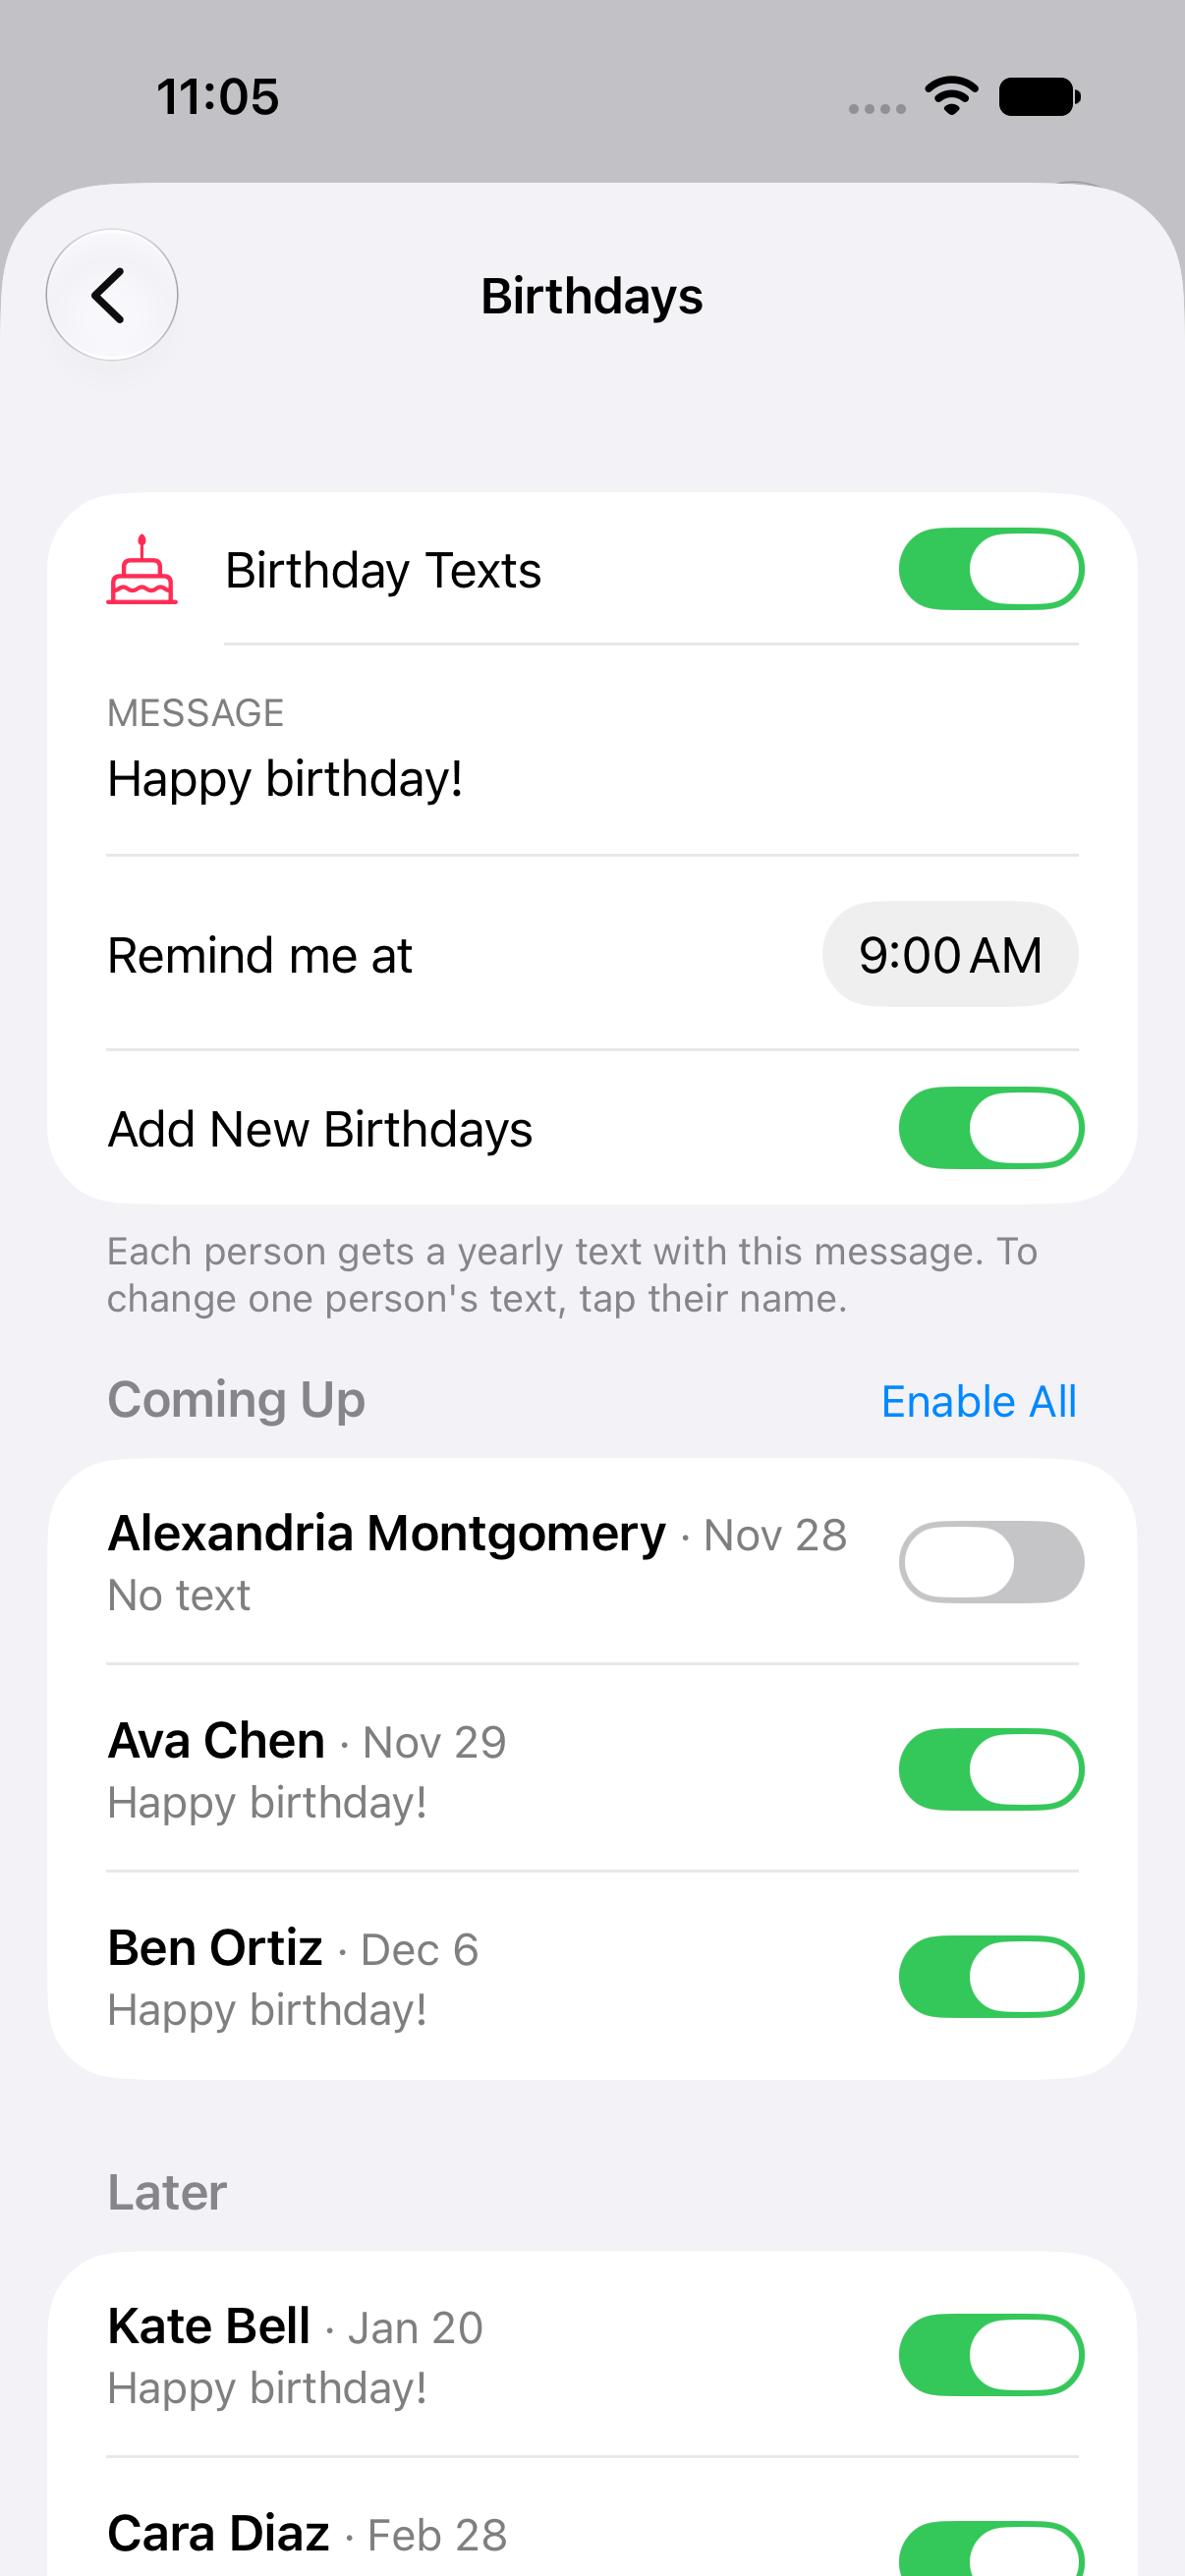 11:05
Birthdays
Birthday Texts
MESSAGE
Happy birthday!
Remind me at
9:00 AM
Add New Birthdays
Each person gets a yearly text with this message. To
change one person's text, tap their name.
Coming Up
Enable All
Alexandria Montgomery · Nov 28
No text
Ava Chen · Nov 29
Happy birthday!
Ben Ortiz · Dec 6
Happy birthday!
Later
Kate Bell · Jan 20
Happy birthday!
Cara Diaz · Feb 28